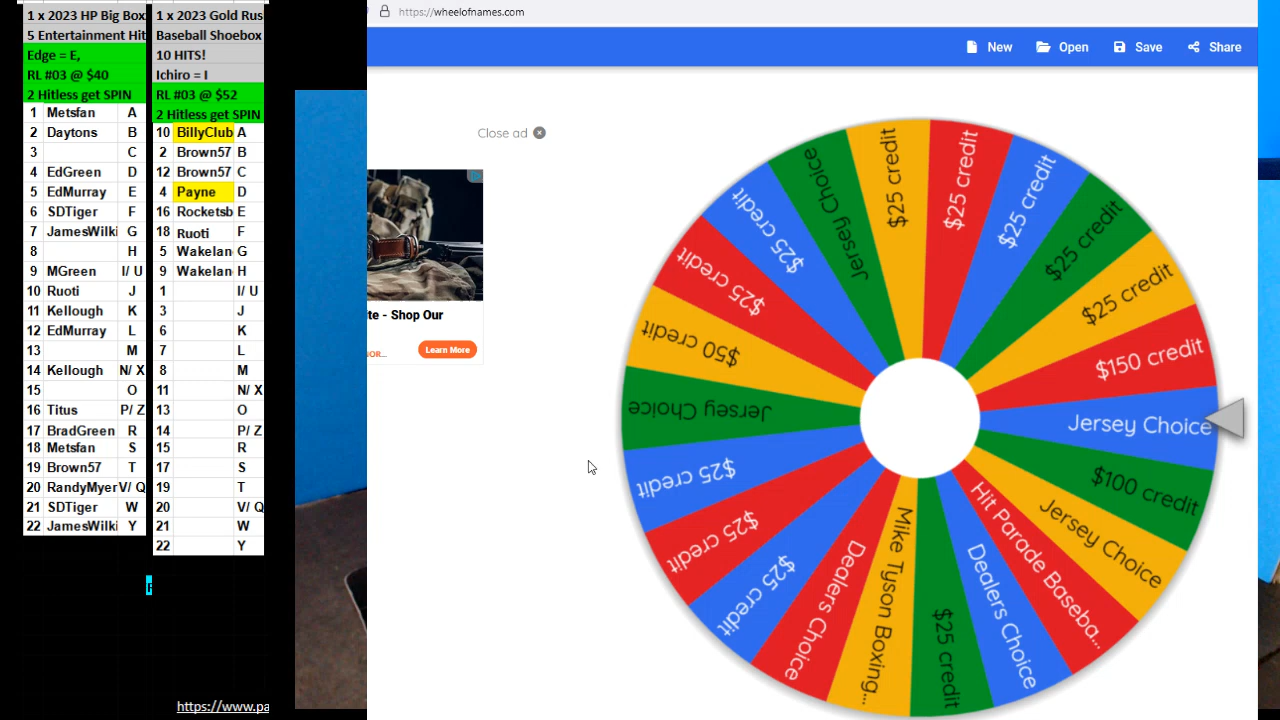 1 x 2023 HP Big Box
5 Entertainment Hit
Edge = E,
RL #03 @ $40
2 Hitless get SPIN
1 Metsfan A
2 Daytons B
3 C
4 EdGreen D
5 EdMurray E
6 SDTiger F
7 JamesWilki G
8 H
9 MGreen I/ U
10 Ruoti J
11 Kellough K
12 EdMurray L
13 M
14 Kellough N/ X
15 O
16 Titus P/ Z
17 BradGreen R
18 Metsfan S
19 Brown57 T
20 RandyMyer V/ Q
21 SDTiger W
22 JamesWilki Y
1 x 2023 Gold Rus
Baseball Shoebox
10 HITS!
Ichiro = I
RL #03 @ $52
2 Hitless get SPIN
10 BillyClub A
2 Brown57 B
12 Brown57 C
4 Payne D
16 Rocketsb E
18 Ruoti F
5 Wakelan G
9 Wakelan H
1 I/ U
3 J
6 K
7 L
8 M
11 N/ X
13 O
14 P/ Z
15 R
17 S
19 T
20 V/ Q
21 W
22 Y
https://www.pa
https://wheelofnames.com
New Open Save Share
Close ad
te - Shop Our
NOR...
Learn More
$25 credit
$25 credit
$25 credit
$25 credit
$25 credit
$150 credit
Jersey Choice
$100 credit
Jersey Choice
Hit Parade Baseba...
Dealers Choice
$25 credit
Mike Tyson Boxing...
Dealers Choice
$25 credit
$25 credit
$25 credit
Jersey Choice
$50 credit
$25 credit
$25 credit
Jersey Choice